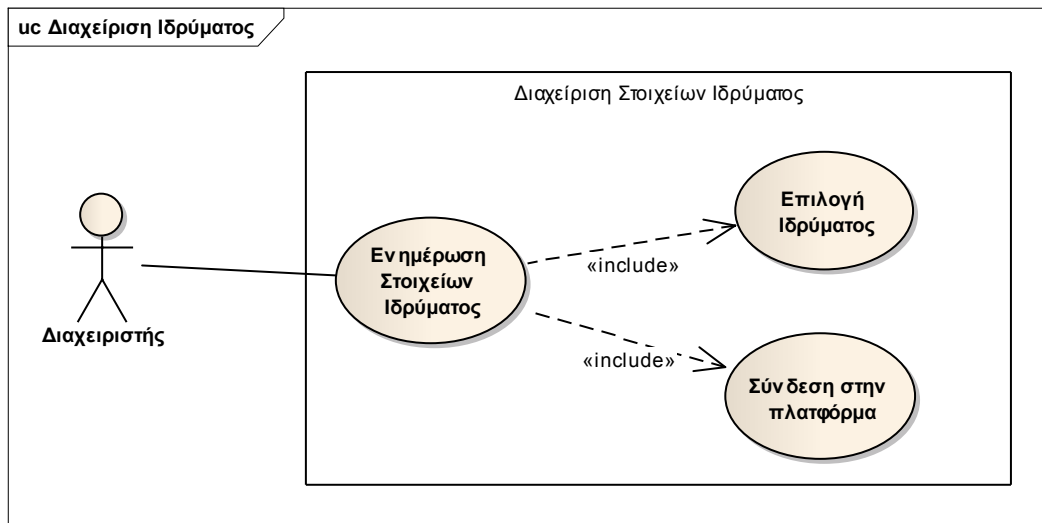 uc Διαχείριση Ιδρύματος
Διαχείριση Στοιχείων Ιδρύματος
Επιλογή
Ιδρύματος
Ενημέρωση
Στοιχείων
Ιδρύματος
«include»
Διαχειριστής
«include»
Σύνδεση στην
πλατφόρμα